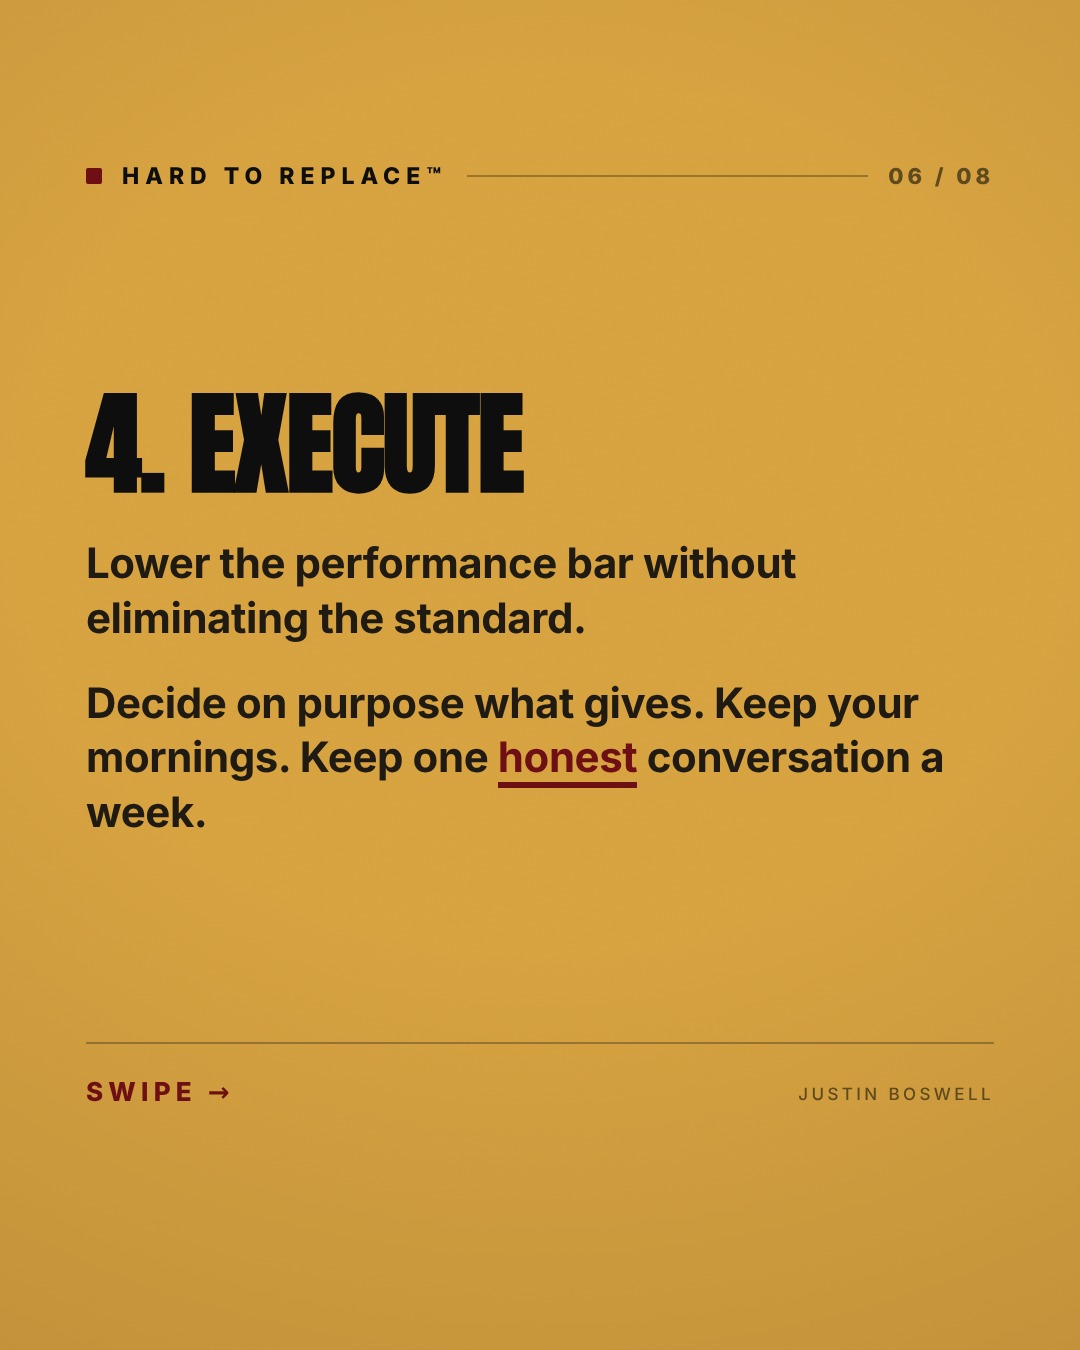 HARD TO REPLACE™
06 / 08
4. EXECUTE
Lower the performance bar without
eliminating the standard.
Decide on purpose what gives. Keep your
mornings. Keep one honest conversation a
week.
SWIPE →
JUSTIN BOSWELL